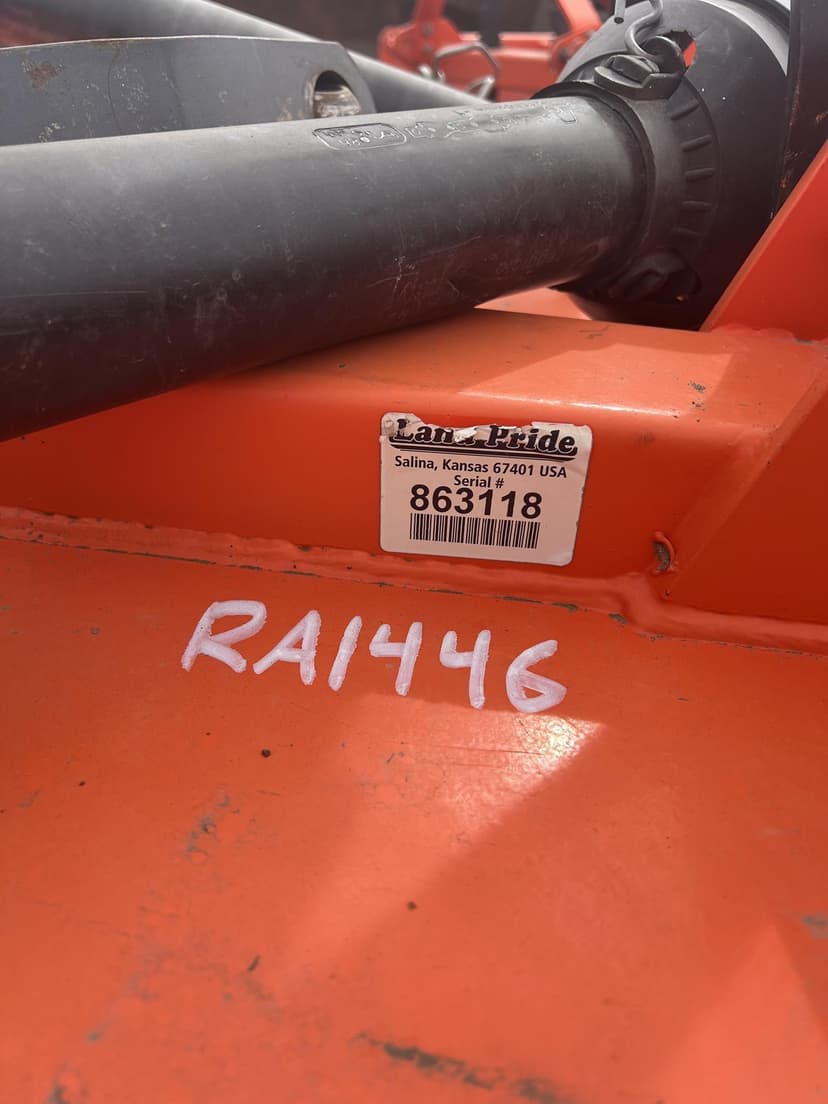 Land Pride
Salina, Kansas 67401 USA
Serial #
863118
RA1446